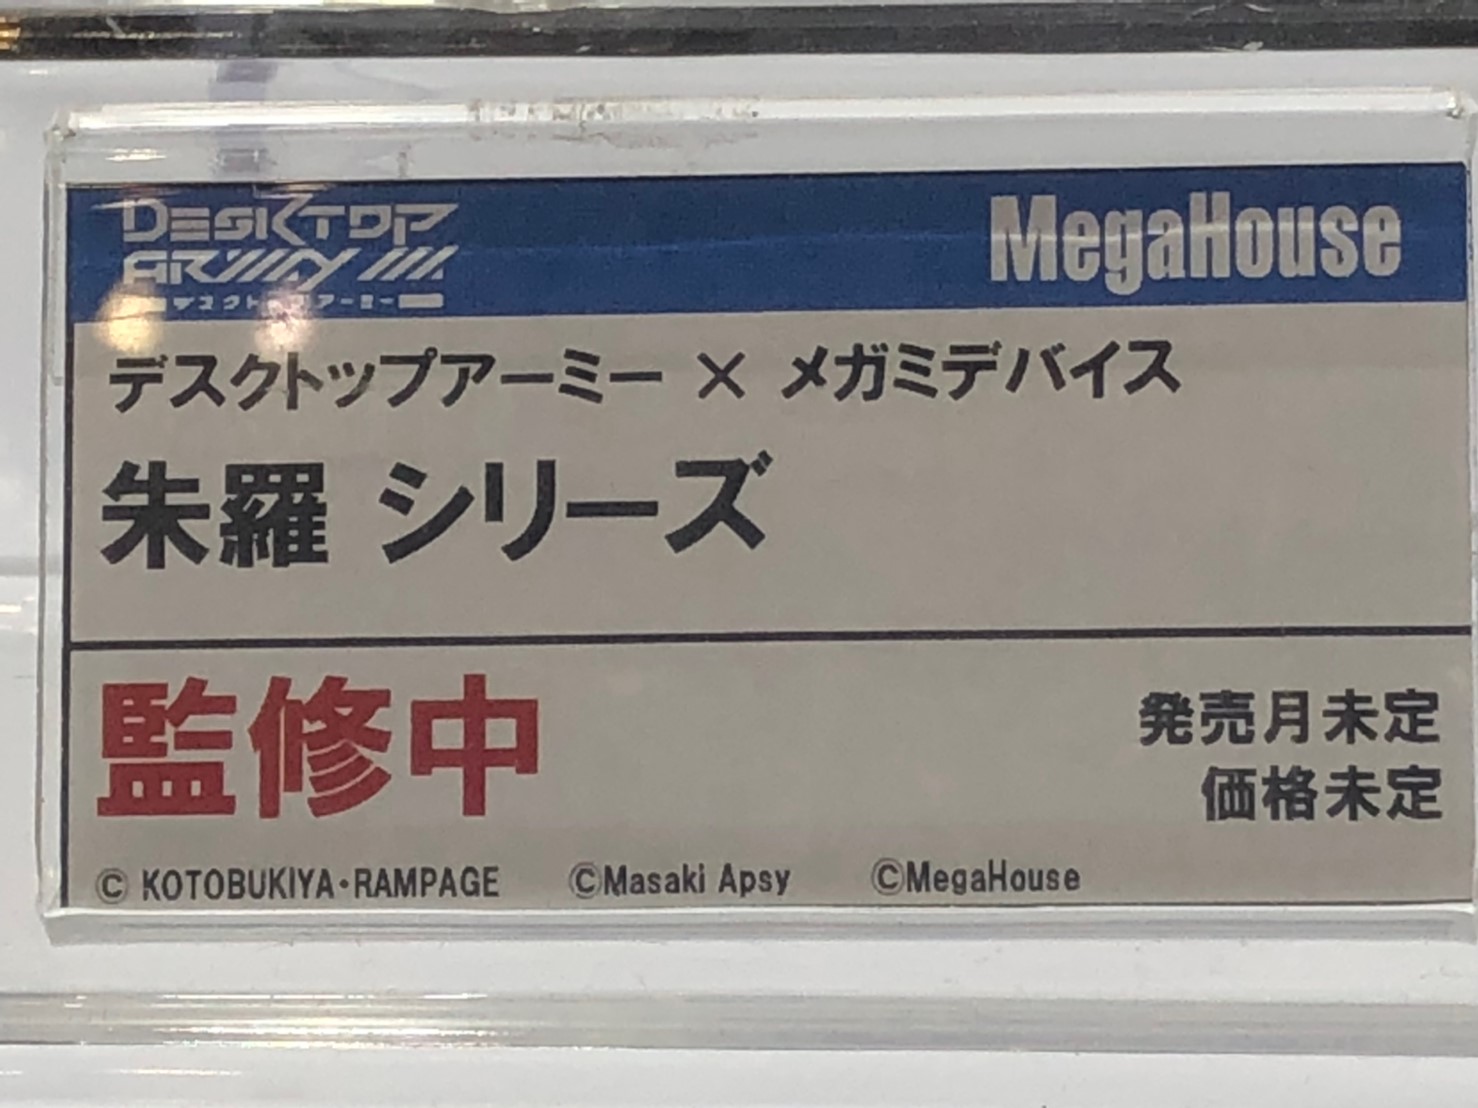 DESKTOP
MegaHouse
ARMY
デスクトップアーミー
デスクトップアーミー × メガミデバイス
朱羅 シリーズ
監修中
発売月未定
価格未定
© KOTOBUKIYA・RAMPAGE ©Masaki Apsy ©MegaHouse